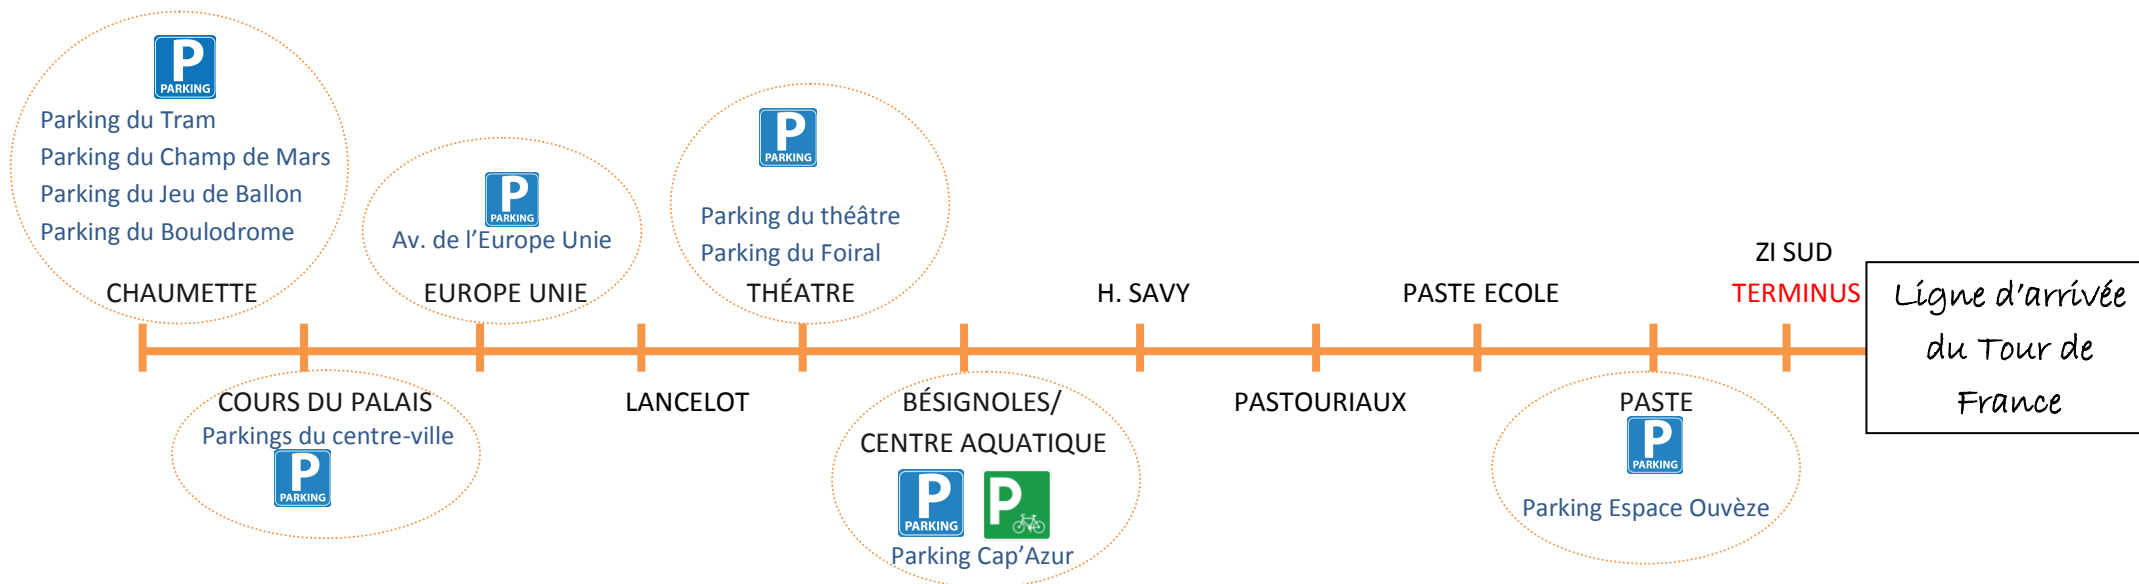 P
PARKING
Parking du Tram
Parking du Champ de Mars
Parking du Jeu de Ballon
Parking du Boulodrome
CHAUMETTE
P
PARKING
Av. de l'Europe Unie
EUROPE UNIE
P
PARKING
Parking du théâtre
Parking du Foiral
THÉATRE
H. SAVY
PASTE ECOLE
ZI SUD
TERMINUS
Ligne d'arrivée
du Tour de
France
COURS DU PALAIS
Parkings du centre-ville
P
PARKING
LANCELOT
BÉSIGNOLES/
CENTRE AQUATIQUE
P
PARKING
P
Parking Cap'Azur
PASTOURIAUX
PASTE
P
PARKING
Parking Espace Ouvèze